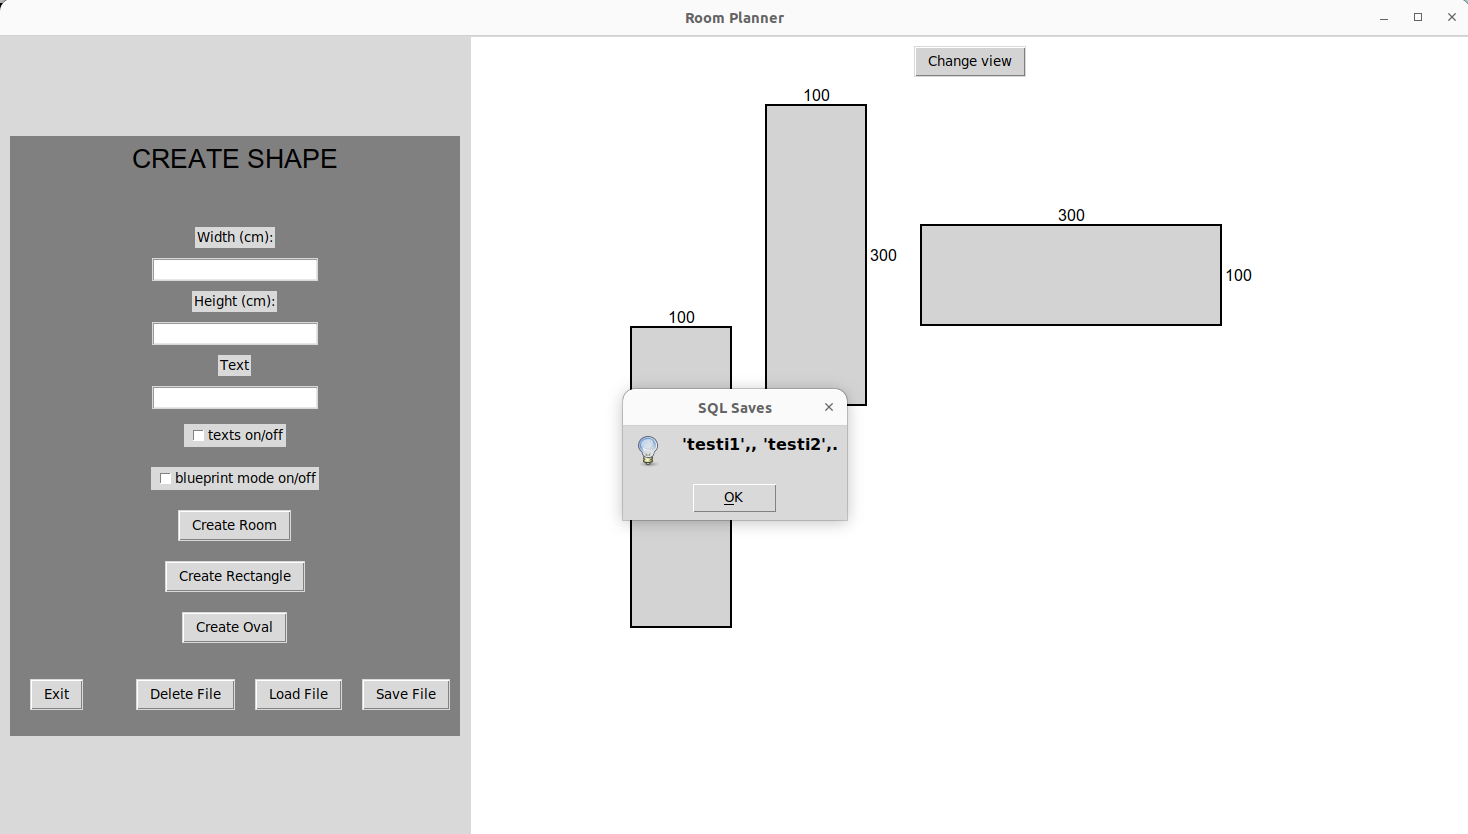 Room Planner
CREATE SHAPE
Width (cm):
Height (cm):
Text
texts on/off
blueprint mode on/off
Create Room
Create Rectangle
Create Oval
Exit
Delete File
Load File
Save File
Change view
100
300
300
100
100
SQL Saves
'testi1',, 'testi2',.
OK